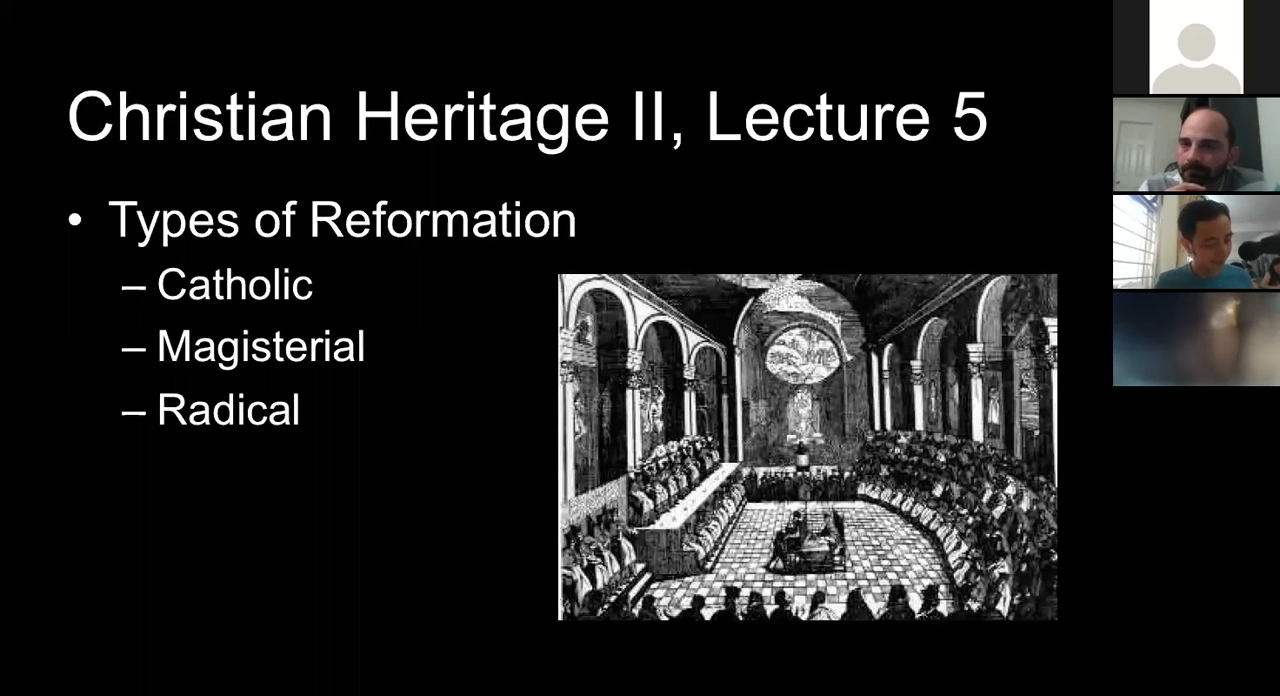 Christian Heritage II, Lecture 5
• Types of Reformation
– Catholic
– Magisterial
– Radical